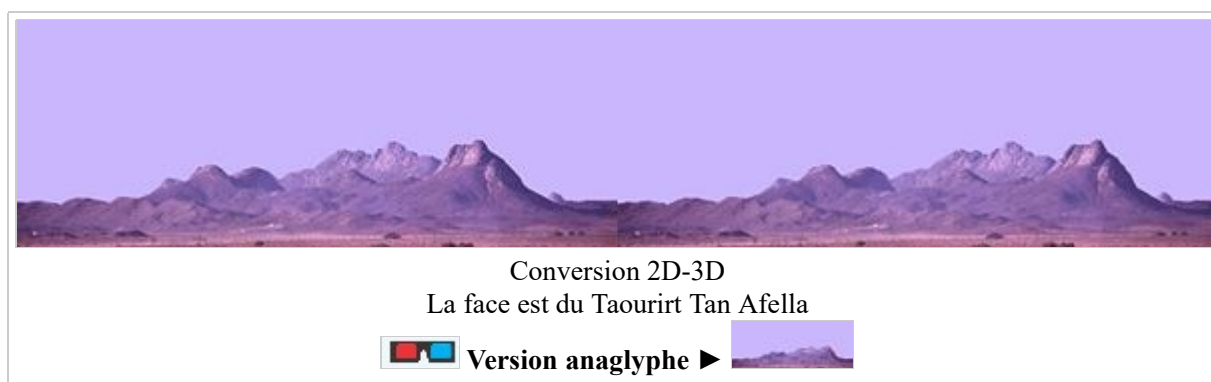 Conversion 2D-3D
La face est du Taourirt Tan Afella
Version anaglyphe ►